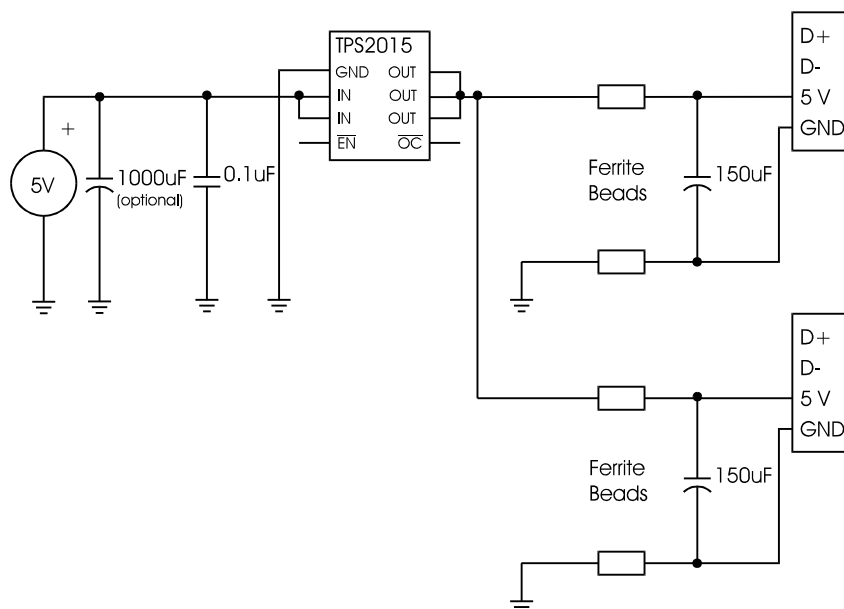 TPS2015
GND OUT
IN OUT
IN OUT
EN OC
+
5V
1000uF
(optional)
0.1uF
Ferrite
Beads
150uF
D+
D-
5 V
GND
Ferrite
Beads
150uF
D+
D-
5 V
GND